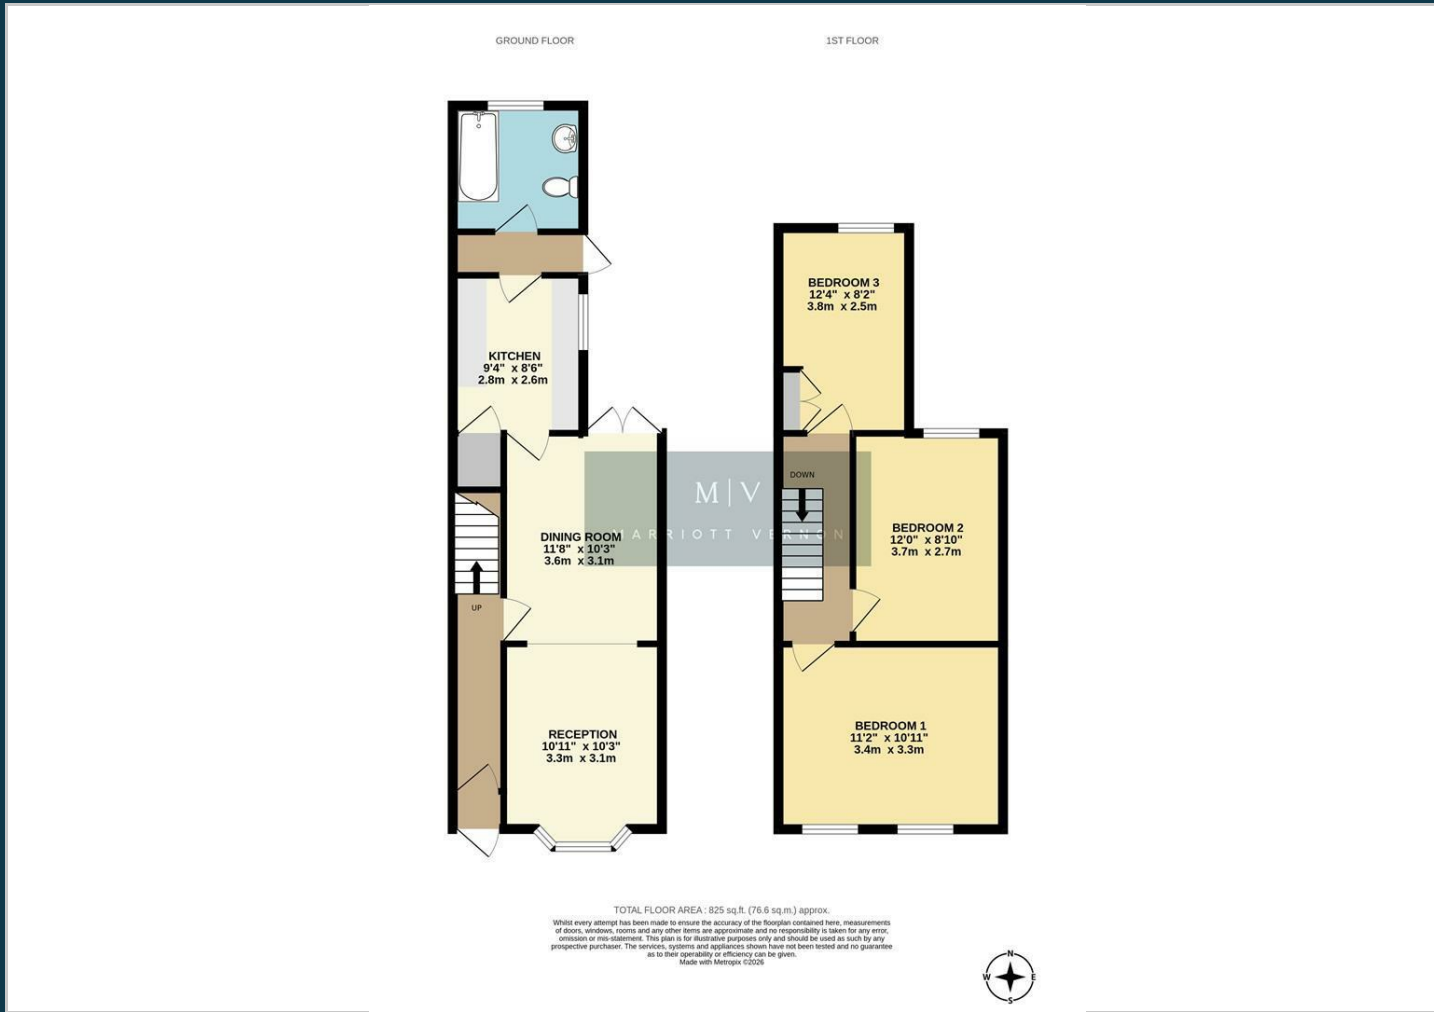 GROUND FLOOR
1ST FLOOR
BEDROOM 3
12'4" x 8'2"
3.8m x 2.5m
KITCHEN
9'4" x 8'6"
2.8m x 2.6m
DOWN
M|V
MARRIOTT VERNON
BEDROOM 2
12'0" x 8'10"
3.7m x 2.7m
DINING ROOM
11'8" x 10'3"
3.6m x 3.1m
UP
BEDROOM 1
11'2" x 10'11"
3.4m x 3.3m
RECEPTION
10'11" x 10'3"
3.3m x 3.1m
TOTAL FLOOR AREA : 825 sq.ft. (76.6 sq.m.) approx.
Whilst every attempt has been made to ensure the accuracy of the floorplan contained here, measurements
of doors, windows, rooms and any other items are approximate and no responsibility is taken for any error,
omission or mis-statement. This plan is for illustrative purposes only and should be used as such by any
prospective purchaser. The services, systems and appliances shown have not been tested and no guarantee
as to their operability or efficiency can be given.
Made with Metropix ©2026
N
W E
S